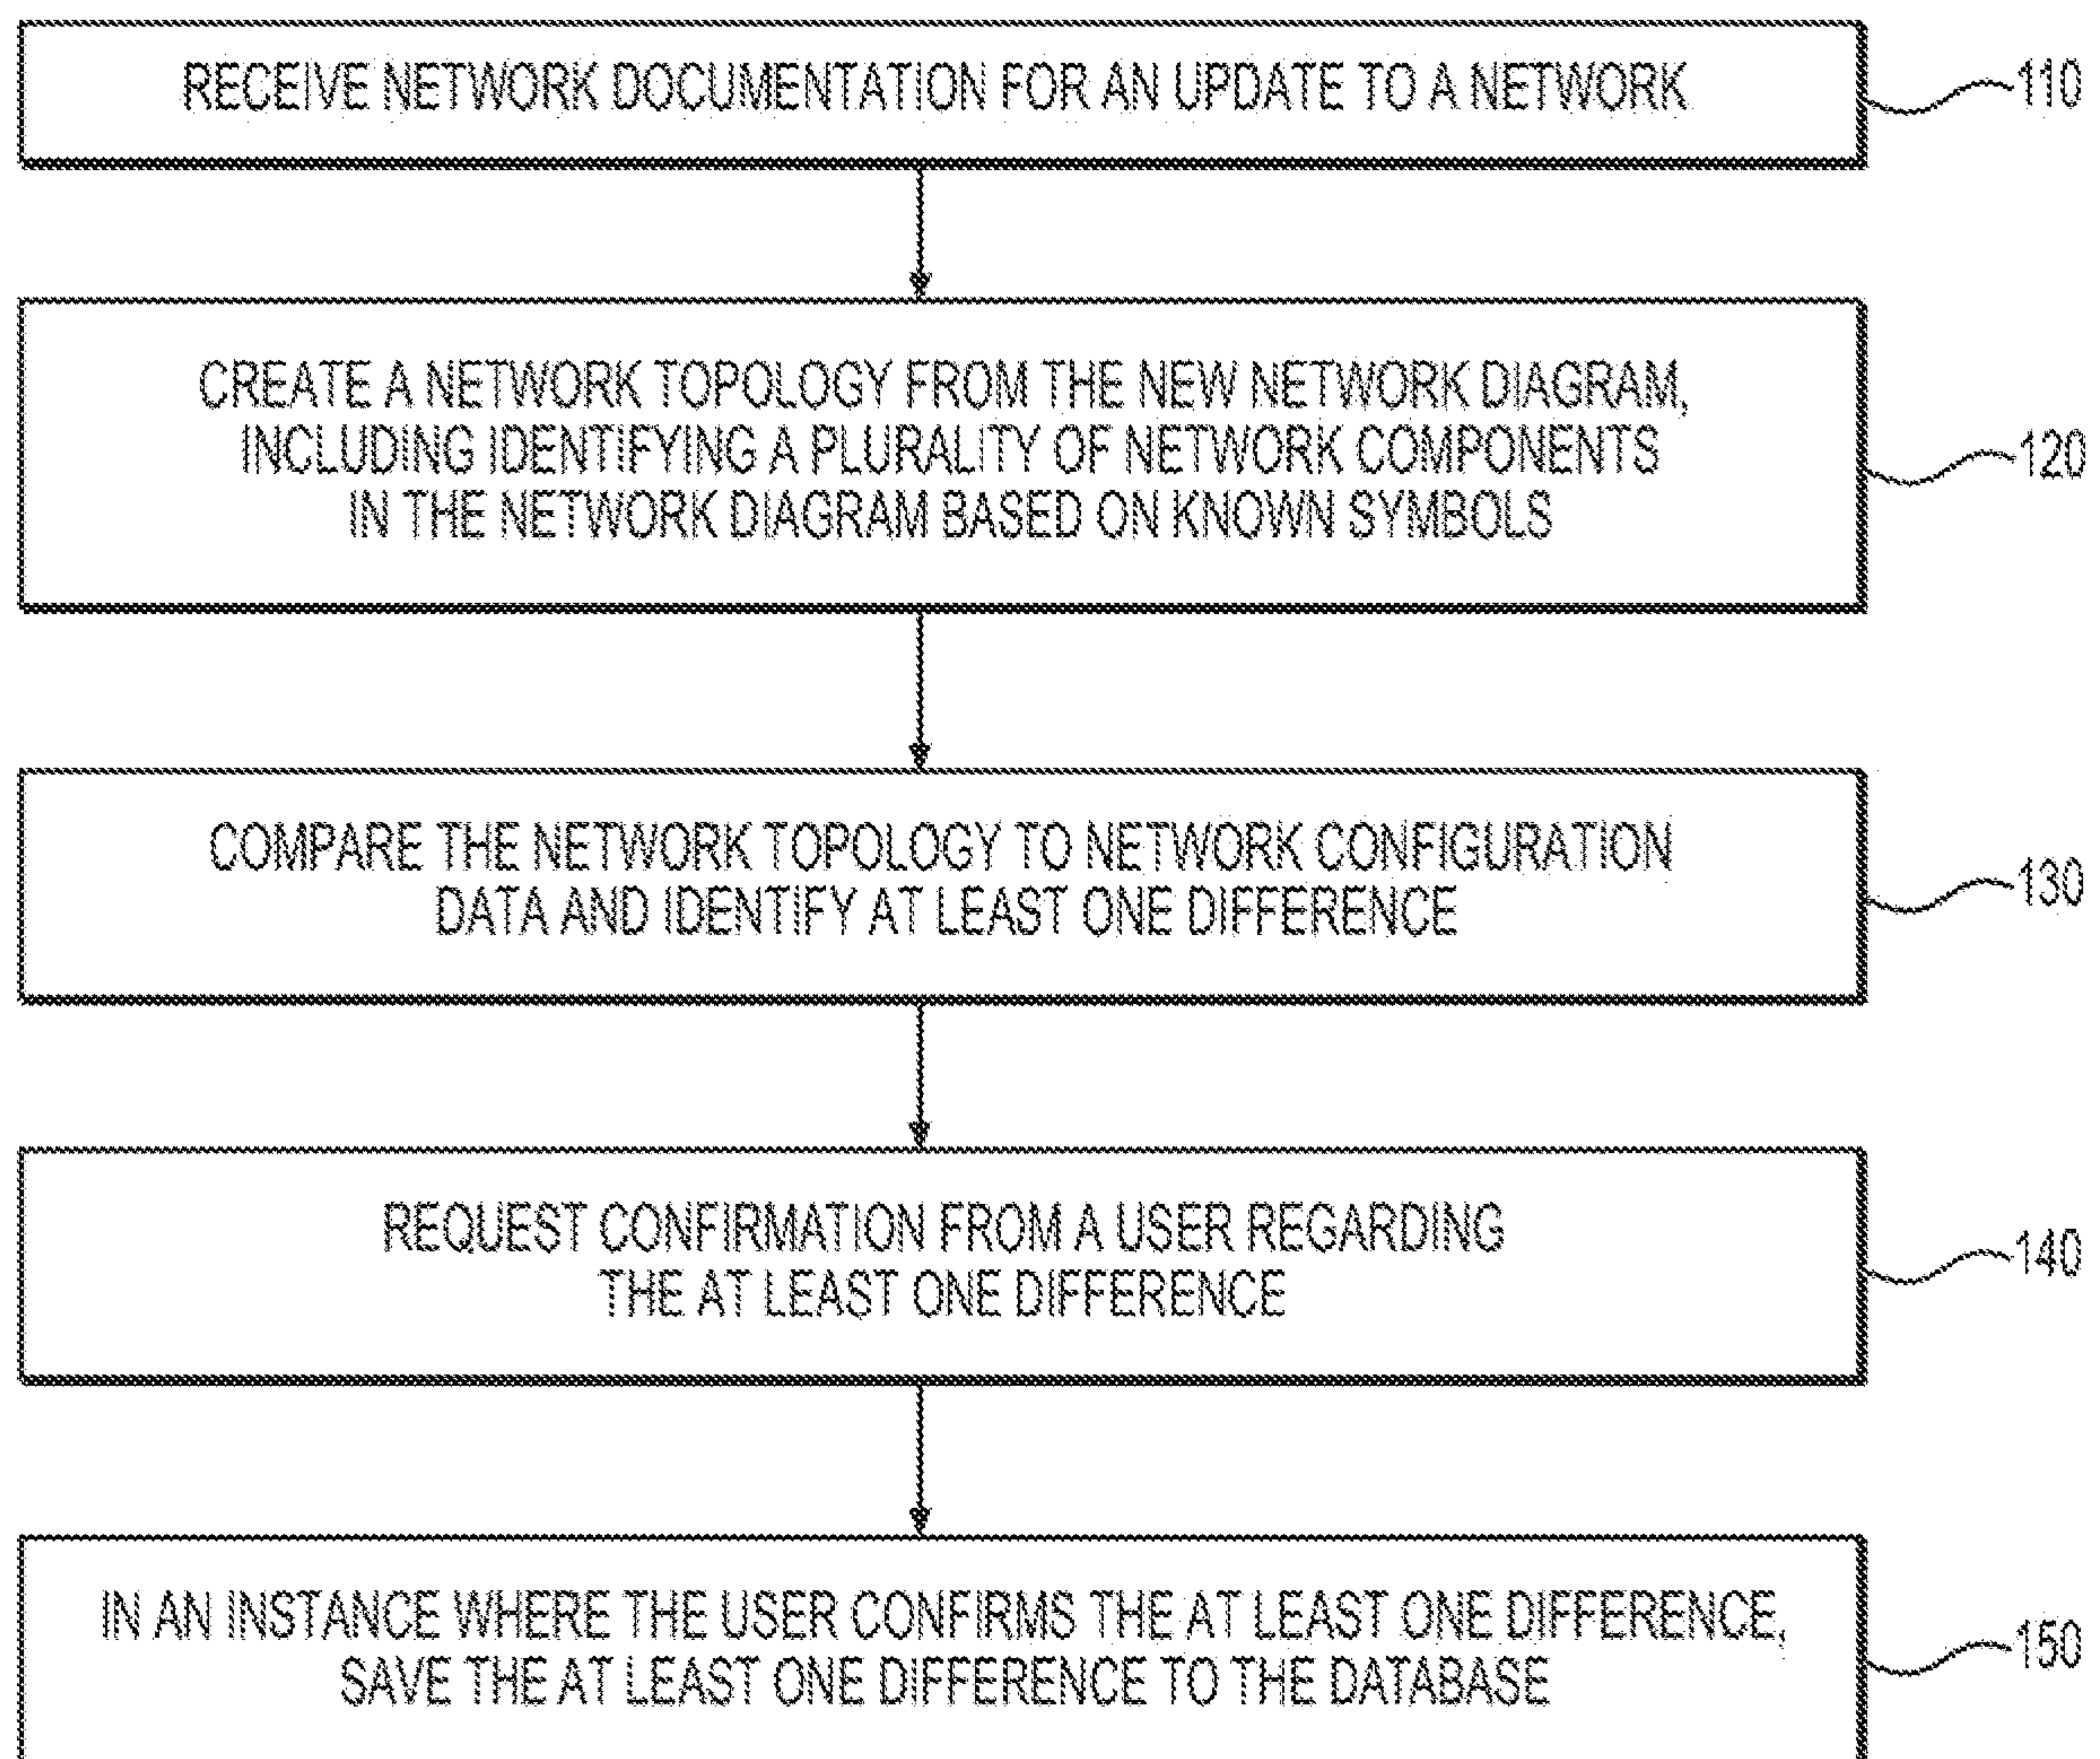 RECEIVE NETWORK DOCUMENTATION FOR AN UPDATE TO A NETWORK
110
CREATE A NETWORK TOPOLOGY FROM THE NEW NETWORK DIAGRAM,
INCLUDING IDENTIFYING A PLURALITY OF NETWORK COMPONENTS
IN THE NETWORK DIAGRAM BASED ON KNOWN SYMBOLS
120
COMPARE THE NETWORK TOPOLOGY TO NETWORK CONFIGURATION
DATA AND IDENTIFY AT LEAST ONE DIFFERENCE
130
REQUEST CONFIRMATION FROM A USER REGARDING
THE AT LEAST ONE DIFFERENCE
140
IN AN INSTANCE WHERE THE USER CONFIRMS THE AT LEAST ONE DIFFERENCE,
SAVE THE AT LEAST ONE DIFFERENCE TO THE DATABASE
150